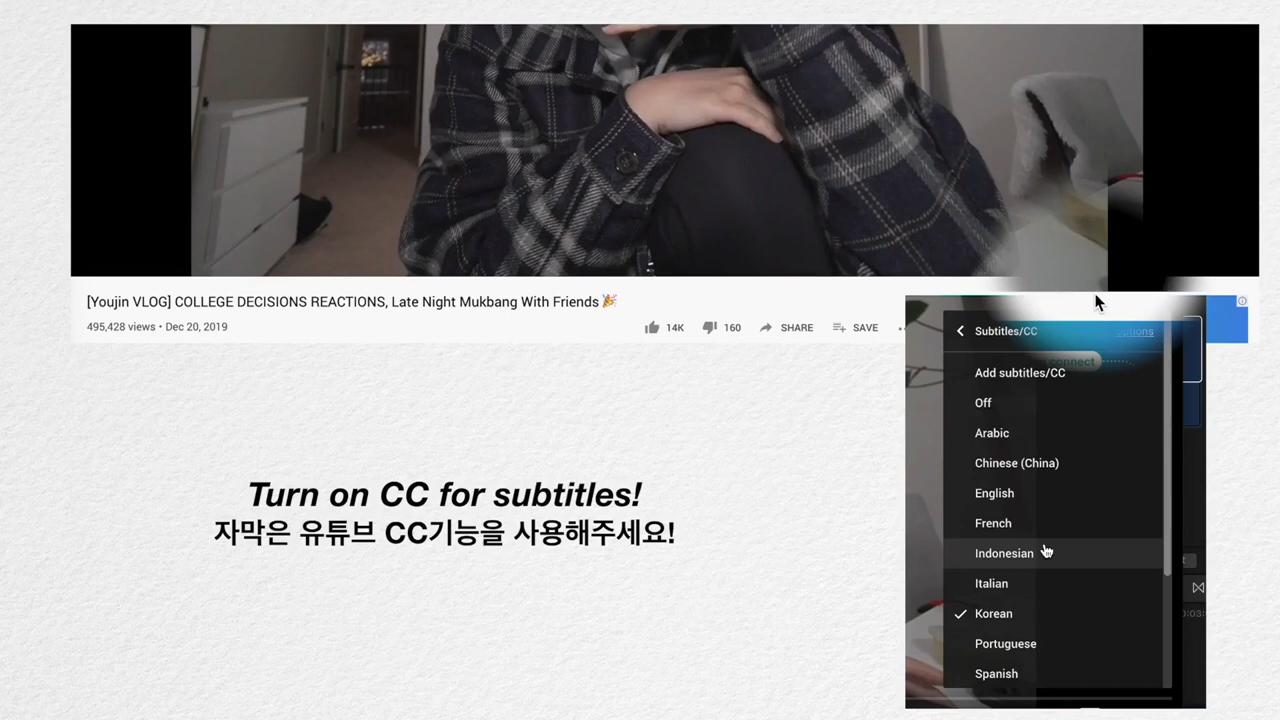 [Youjin VLOG] COLLEGE DECISIONS REACTIONS, Late Night Mukbang With Friends 🎉
495,428 views • Dec 20, 2019
14K 160 SHARE SAVE
Turn on CC for subtitles!
자막은 유튜브 CC기능을 사용해주세요!
Subtitles/CC Options
connect
Add subtitles/CC
Off
Arabic
Chinese (China)
English
French
Indonesian
Italian
Korean
Portuguese
Spanish